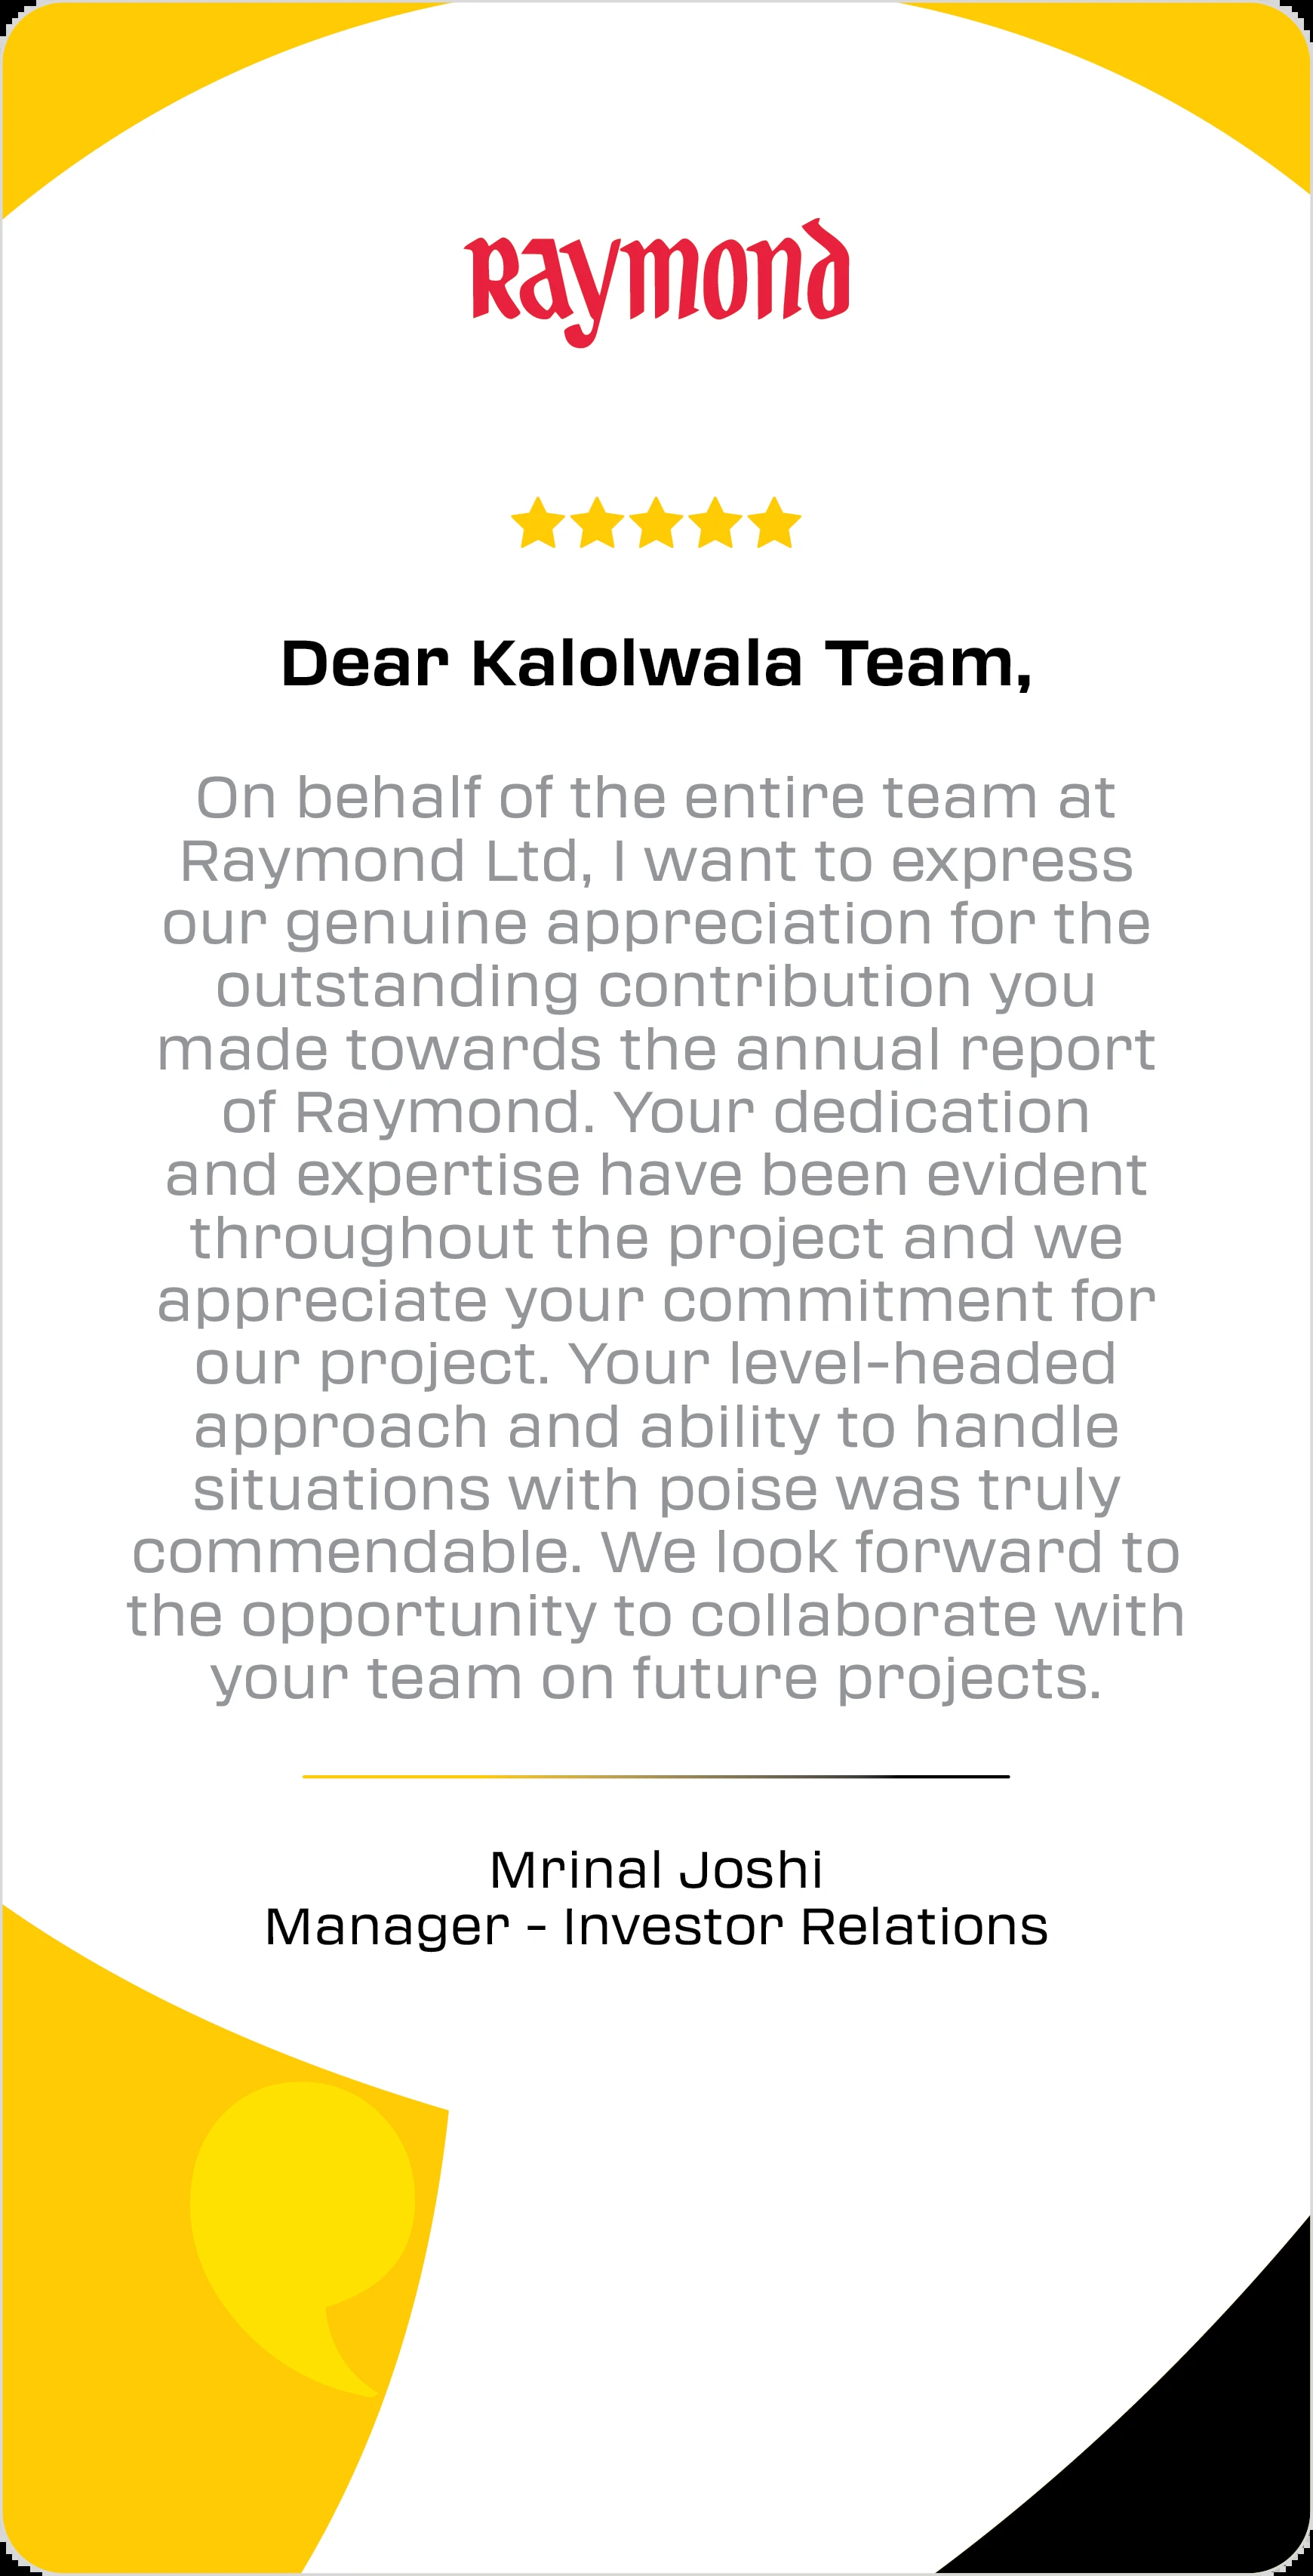 Raymond
Dear Kalolwala Team,
On behalf of the entire team at
Raymond Ltd, I want to express
our genuine appreciation for the
outstanding contribution you
made towards the annual report
of Raymond. Your dedication
and expertise have been evident
throughout the project and we
appreciate your commitment for
our project. Your level-headed
approach and ability to handle
situations with poise was truly
commendable. We look forward to
the opportunity to collaborate with
your team on future projects.
Mrinal Joshi
Manager - Investor Relations